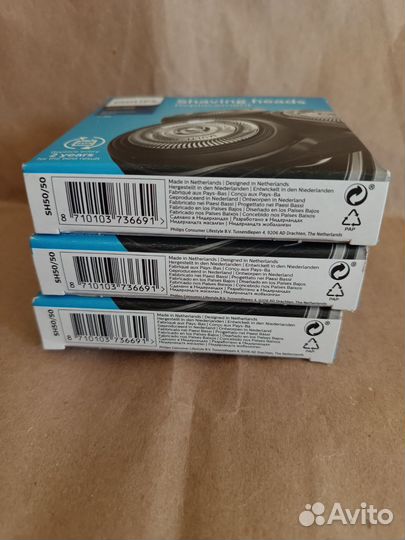 PHILIPS
Shaving heads
2 years
SH50/50
8 710103 736691
Made in Netherlands | Designed in Netherlands
Hergestellt in den Niederlanden | Entwickelt in den Niederlanden
Fabriqué aux Pays-Bas | Conçu aux Pays-Bas
Geproduceerd in Nederland | Ontworpen in Nederland
Fabbricato nei Paesi Bassi | Progettato nei Paesi Bassi
Fabricado en los Países Bajos | Diseñado en los Países Bajos
Fabricado nos Países Baixos | Concebido nos Países Baixos
Сделано в Нидерландах | Разработано в Нидерландах
Philips Consumer Lifestyle B.V. Tussendiepen 4, 9206 AD Drachten, The Netherlands
PAP
SH50/50
8 710103 736691
Made in Netherlands | Designed in Netherlands
Hergestellt in den Niederlanden | Entwickelt in den Niederlanden
Fabriqué aux Pays-Bas | Conçu aux Pays-Bas
Geproduceerd in Nederland | Ontworpen in Nederland
Fabbricato nei Paesi Bassi | Progettato nei Paesi Bassi
Fabricado en los Países Bajos | Diseñado en los Países Bajos
Fabricado nos Países Baixos | Concebido nos Países Baixos
Сделано в Нидерландах | Разработано в Нидерландах
Philips Consumer Lifestyle B.V. Tussendiepen 4, 9206 AD Drachten, The Netherlands
PAP
SH50/50
8 710103 736691
Made in Netherlands | Designed in Netherlands
Hergestellt in den Niederlanden | Entwickelt in den Niederlanden
Fabriqué aux Pays-Bas | Conçu aux Pays-Bas
Geproduceerd in Nederland | Ontworpen in Nederland
Fabbricato nei Paesi Bassi | Progettato nei Paesi Bassi
Fabricado en los Países Bajos | Diseñado en los Países Bajos
Fabricado nos Países Baixos | Concebido nos Países Baixos
Сделано в Нидерландах | Разработано в Нидерландах
Philips Consumer Lifestyle B.V. Tussendiepen 4, 9206 AD Drachten, The Netherlands
PAP
Avito